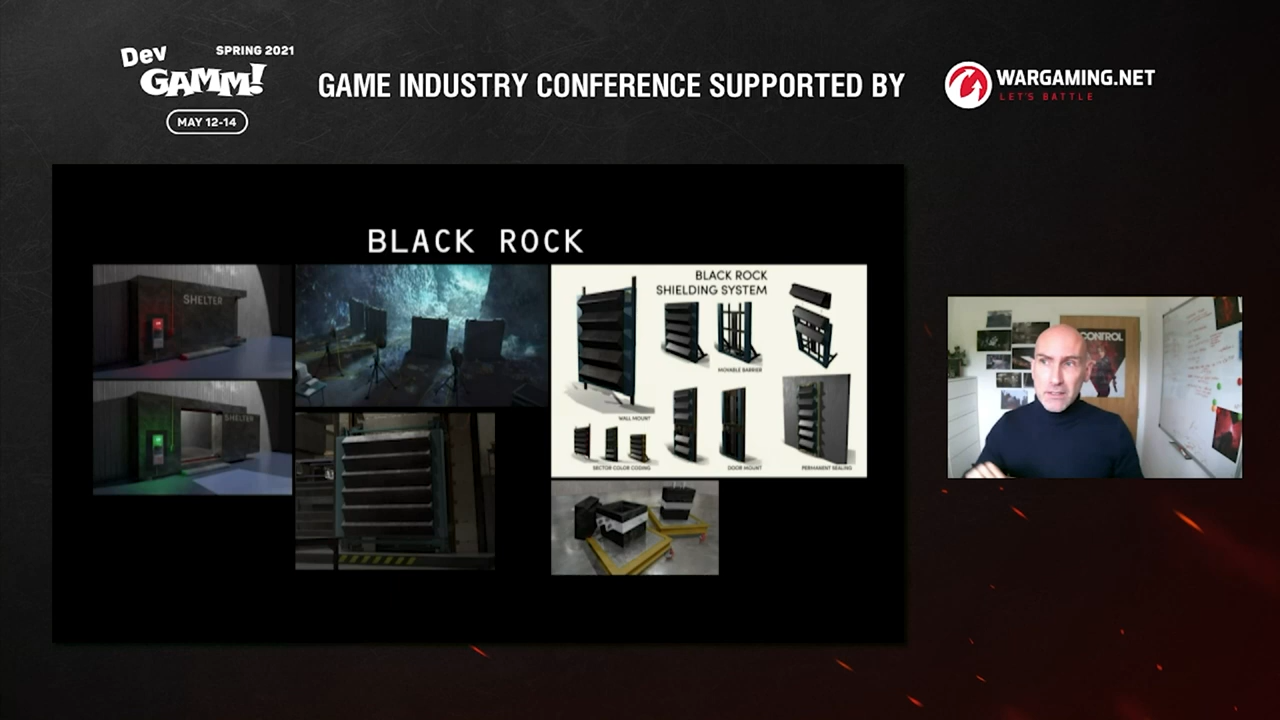 Dev
GAMM!
SPRING 2021
MAY 12-14
GAME INDUSTRY CONFERENCE SUPPORTED BY
WARGAMING.NET
LET'S BATTLE
BLACK ROCK
SHELTER
SHELTER
BLACK ROCK
SHIELDING SYSTEM
MOVABLE BARRIER
WALL MOUNT
SECTOR COLOR CODING
DOOR MOUNT
PERMANENT SEALING
CONTROL